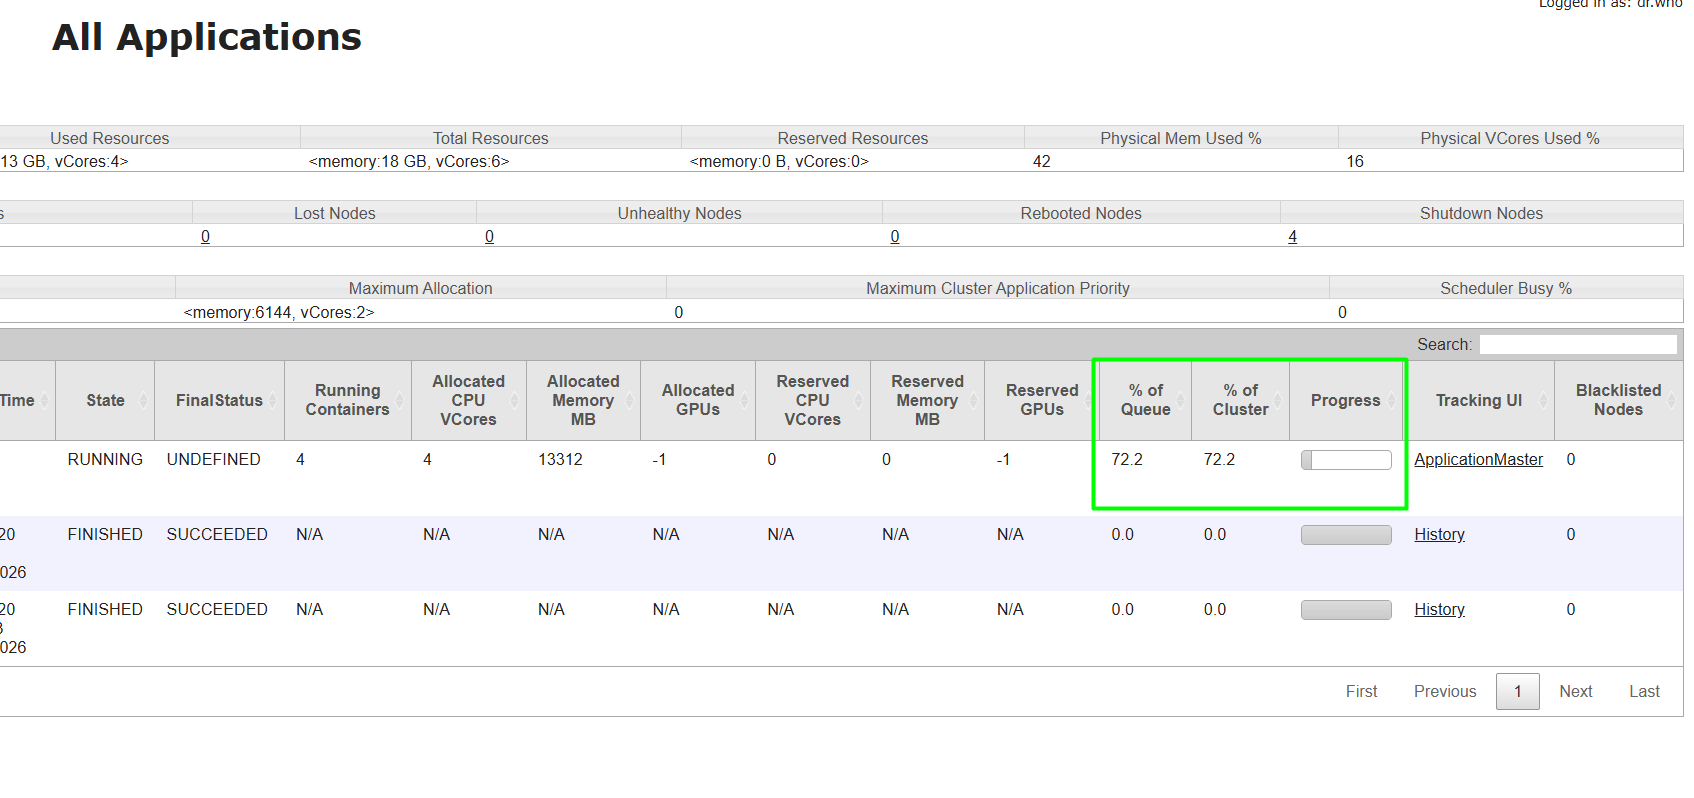 Logged in as: dr.who
All Applications
Used Resources Total Resources Reserved Resources Physical Mem Used % Physical VCores Used %
13 GB, vCores:4> <memory:18 GB, vCores:6> <memory:0 B, vCores:0> 42 16
s Lost Nodes Unhealthy Nodes Rebooted Nodes Shutdown Nodes
0 0 0 4
Maximum Allocation Maximum Cluster Application Priority Scheduler Busy %
<memory:6144, vCores:2> 0 0
Search:
Time State FinalStatus Running Containers Allocated CPU VCores Allocated Memory MB Allocated GPUs Reserved CPU VCores Reserved Memory MB Reserved GPUs % of Queue % of Cluster Progress Tracking UI Blacklisted Nodes
RUNNING UNDEFINED 4 4 13312 -1 0 0 -1 72.2 72.2 ApplicationMaster 0
20 FINISHED SUCCEEDED N/A N/A N/A N/A N/A N/A N/A 0.0 0.0 History 0
026
20 FINISHED SUCCEEDED N/A N/A N/A N/A N/A N/A N/A 0.0 0.0 History 0
026
First Previous 1 Next Last